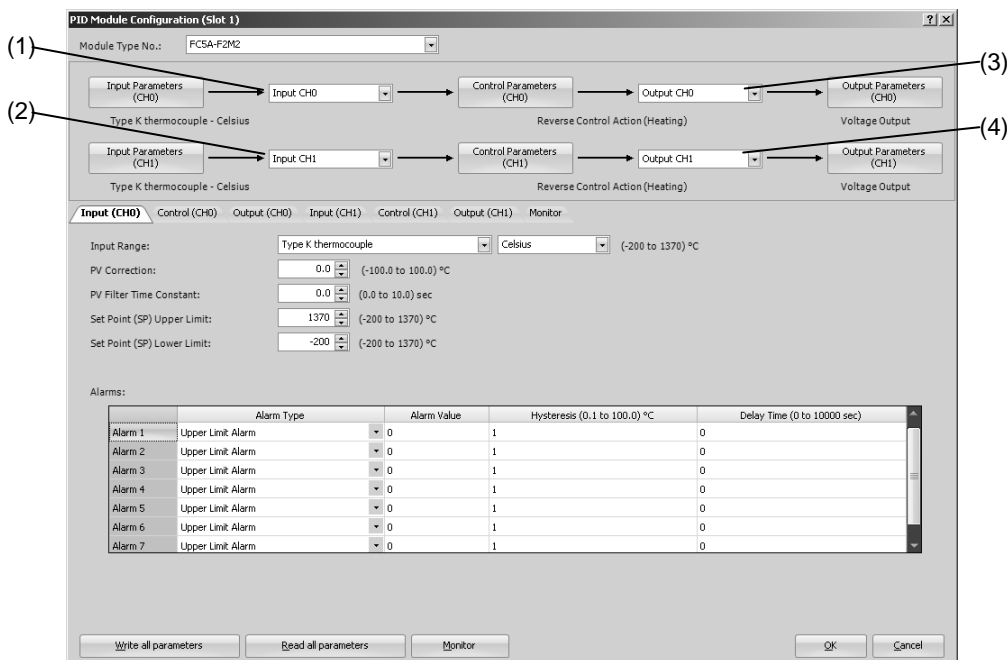 PID Module Configuration (Slot 1)
Module Type No.: FC5A-F2M2
(1)
(3)
Input Parameters (CH0) Input CH0 Control Parameters (CH0) Output CH0 Output Parameters (CH0)
Type K thermocouple - Celsius Reverse Control Action (Heating) Voltage Output
(2)
(4)
Input Parameters (CH1) Input CH1 Control Parameters (CH1) Output CH1 Output Parameters (CH1)
Type K thermocouple - Celsius Reverse Control Action (Heating) Voltage Output
Input (CH0) Control (CH0) Output (CH0) Input (CH1) Control (CH1) Output (CH1) Monitor
Input Range: Type K thermocouple Celsius (-200 to 1370) °C
PV Correction: 0.0 (-100.0 to 100.0) °C
PV Filter Time Constant: 0.0 (0.0 to 10.0) sec
Set Point (SP) Upper Limit: 1370 (-200 to 1370) °C
Set Point (SP) Lower Limit: -200 (-200 to 1370) °C
Alarms:
Alarm Type Alarm Value Hysteresis (0.1 to 100.0) °C Delay Time (0 to 10000 sec)
Alarm 1 Upper Limit Alarm 0 1 0
Alarm 2 Upper Limit Alarm 0 1 0
Alarm 3 Upper Limit Alarm 0 1 0
Alarm 4 Upper Limit Alarm 0 1 0
Alarm 5 Upper Limit Alarm 0 1 0
Alarm 6 Upper Limit Alarm 0 1 0
Alarm 7 Upper Limit Alarm 0 1 0
Write all parameters Read all parameters Monitor OK Cancel